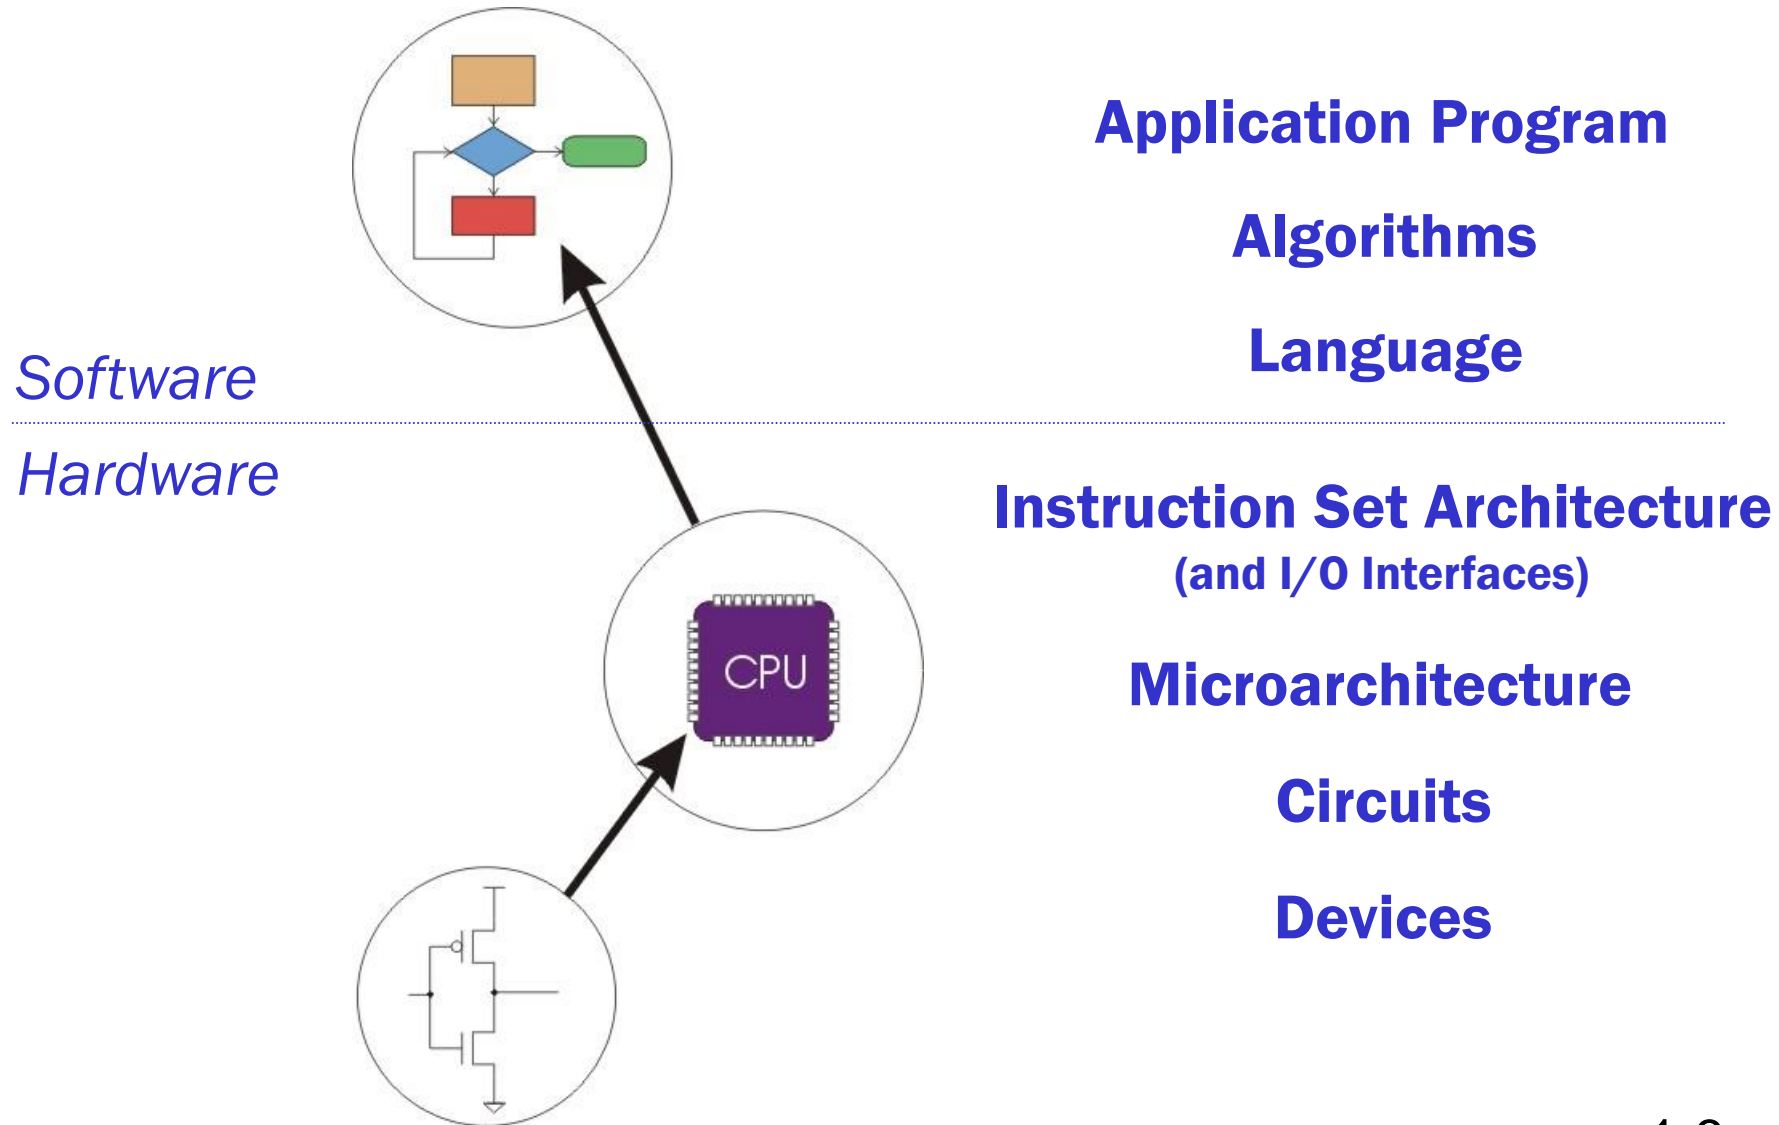 Application Program
Algorithms
Language
Software
Hardware
Instruction Set Architecture
(and I/O Interfaces)
Microarchitecture
CPU
Circuits
Devices